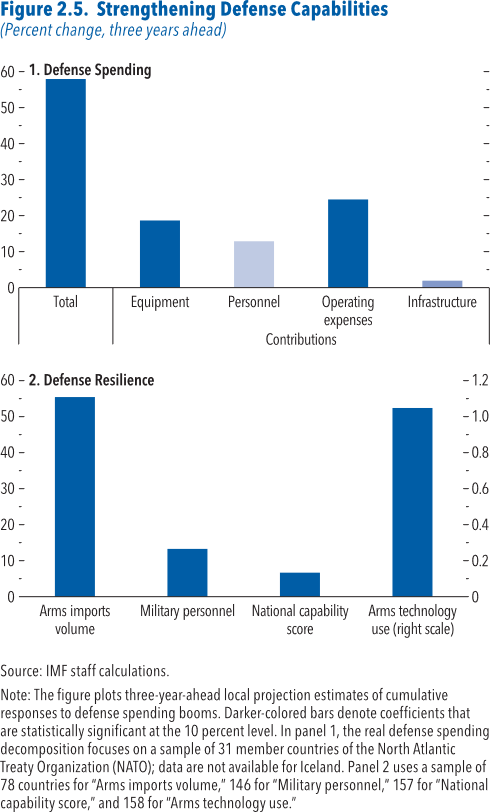 Figure 2.5. Strengthening Defense Capabilities
(Percent change, three years ahead)
1. Defense Spending
60
50
40
30
20
10
0
Total
Equipment
Personnel
Operating
expenses
Infrastructure
Contributions
2. Defense Resilience
60
50
40
30
20
10
0
1.2
1.0
0.8
0.6
0.4
0.2
0
Arms imports
volume
Military personnel
National capability
score
Arms technology
use (right scale)
Source: IMF staff calculations.
Note: The figure plots three-year-ahead local projection estimates of cumulative
responses to defense spending booms. Darker-colored bars denote coefficients that
are statistically significant at the 10 percent level. In panel 1, the real defense spending
decomposition focuses on a sample of 31 member countries of the North Atlantic
Treaty Organization (NATO); data are not available for Iceland. Panel 2 uses a sample of
78 countries for “Arms imports volume,” 146 for “Military personnel,” 157 for “National
capability score,” and 158 for “Arms technology use.”